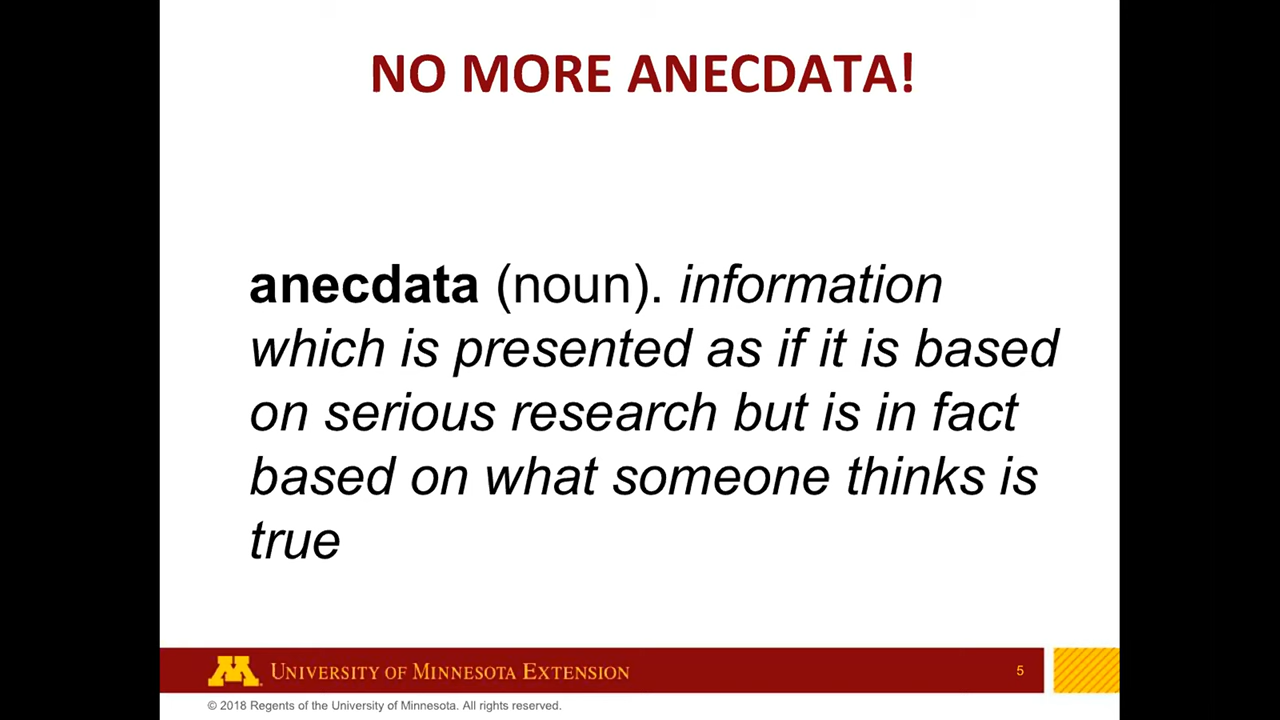 NO MORE ANECDATA!
anecdata (noun). information
which is presented as if it is based
on serious research but is in fact
based on what someone thinks is
true
M
UNIVERSITY OF MINNESOTA EXTENSION
5
© 2018 Regents of the University of Minnesota. All rights reserved.